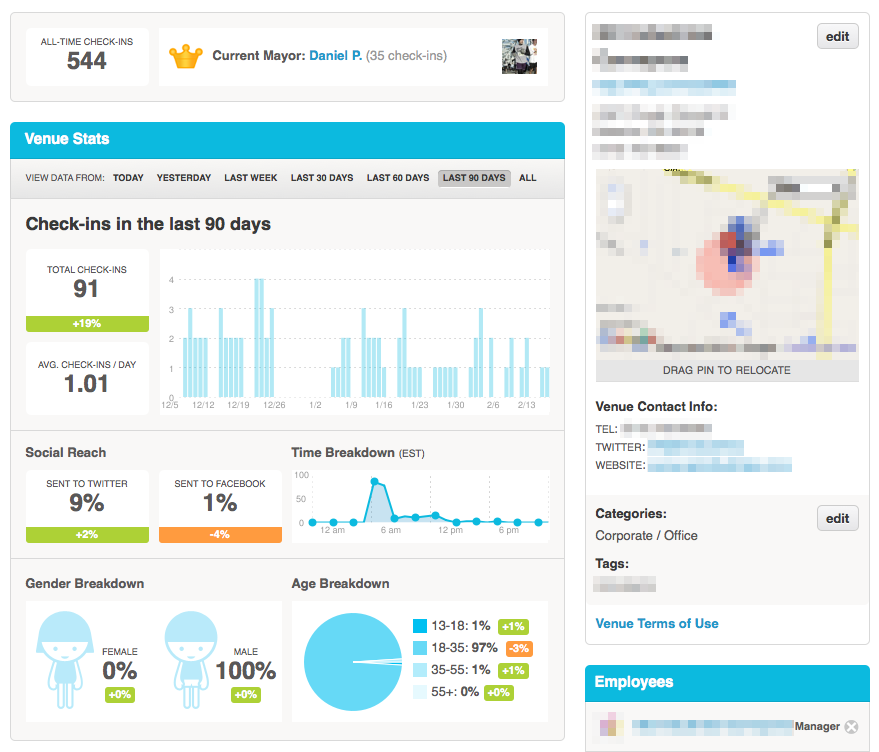 ALL-TIME CHECK-INS
544
Current Mayor: Daniel P. (35 check-ins)
Venue Stats
VIEW DATA FROM: TODAY YESTERDAY LAST WEEK LAST 30 DAYS LAST 60 DAYS LAST 90 DAYS ALL
Check-ins in the last 90 days
TOTAL CHECK-INS
91
+19%
AVG. CHECK-INS / DAY
1.01
4
3
2
1
0
12/5 12/12 12/19 12/26 1/2 1/9 1/16 1/23 1/30 2/6 2/13
Social Reach
SENT TO TWITTER
9%
+2%
SENT TO FACEBOOK
1%
-4%
Time Breakdown (EST)
100
50
0
12 am 6 am 12 pm 6 pm
Gender Breakdown
FEMALE
0%
+0%
MALE
100%
+0%
Age Breakdown
13-18: 1% +1%
18-35: 97% -3%
35-55: 1% +1%
55+: 0% +0%
edit
DRAG PIN TO RELOCATE
Venue Contact Info:
TEL:
TWITTER:
WEBSITE:
Categories:
edit
Corporate / Office
Tags:
Venue Terms of Use
Employees
Manager